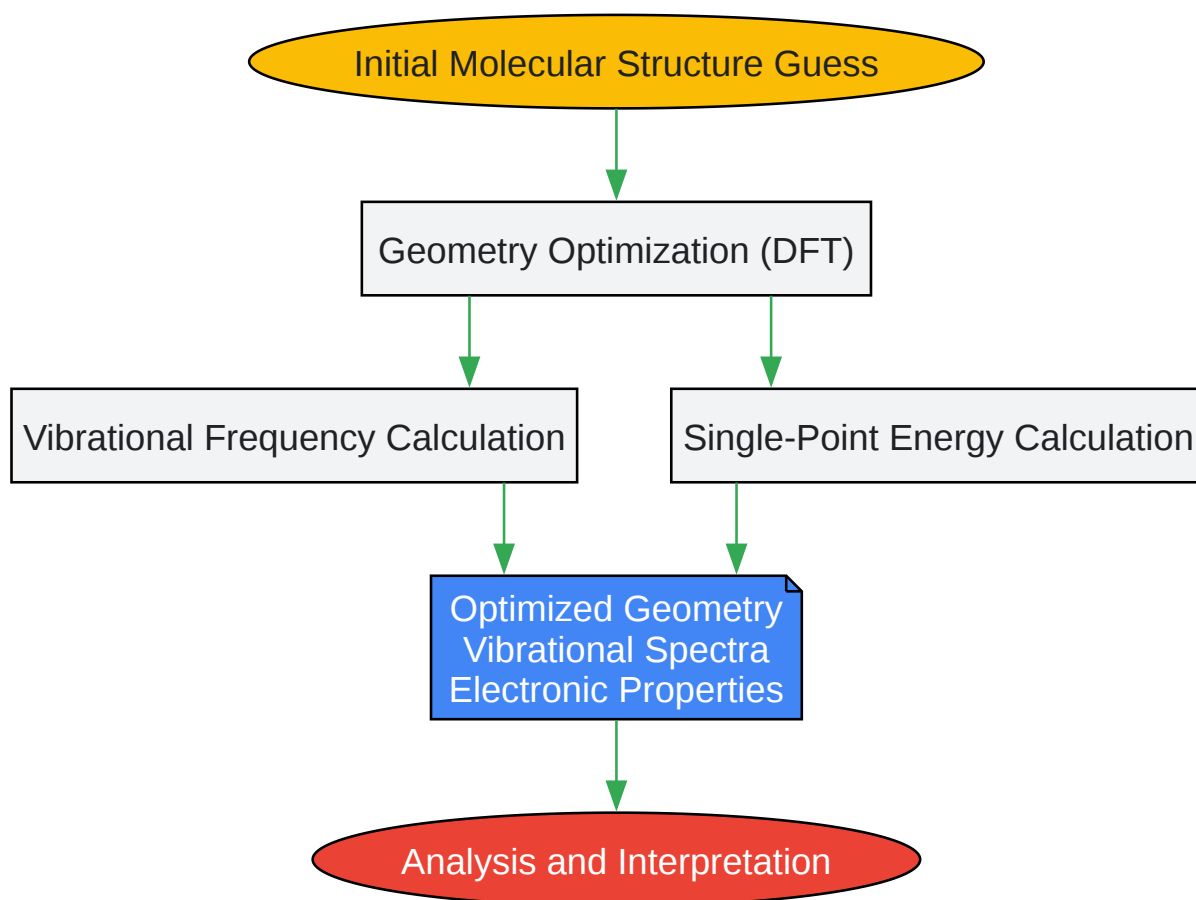 Initial Molecular Structure Guess
Geometry Optimization (DFT)
Vibrational Frequency Calculation
Single-Point Energy Calculation
Optimized Geometry
Vibrational Spectra
Electronic Properties
Analysis and Interpretation